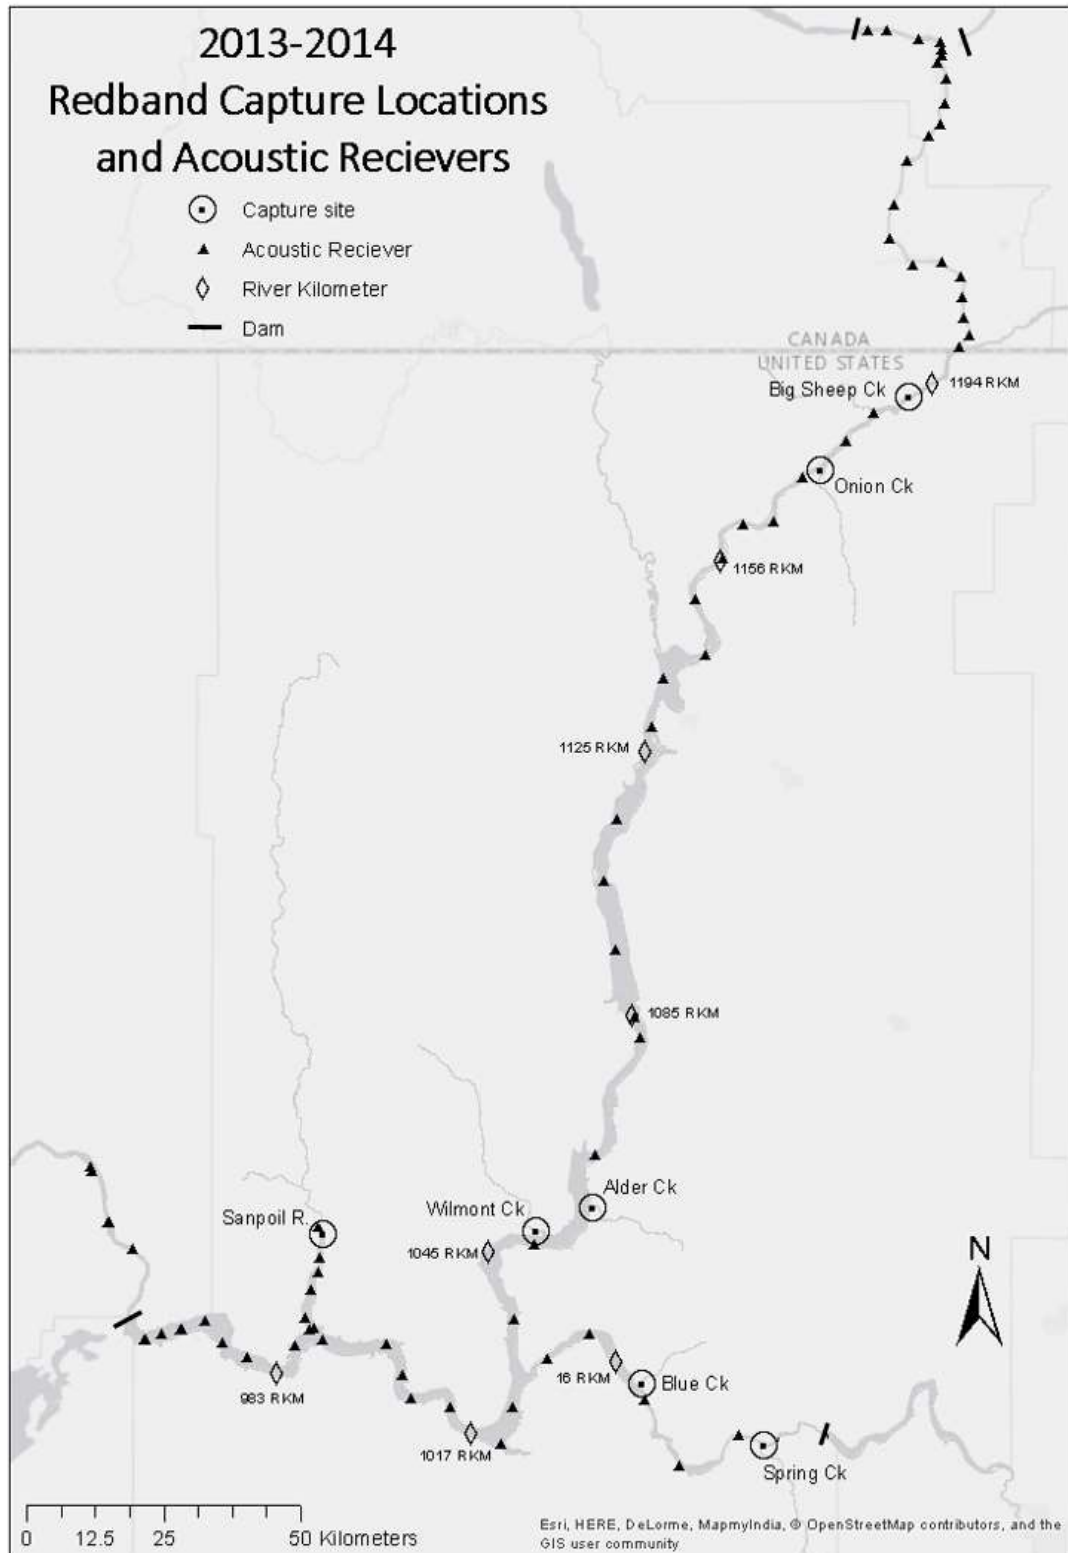 2013-2014
Redband Capture Locations
and Acoustic Recievers
Capture site
Acoustic Reciever
River Kilometer
Dam
CANADA
UNITED STATES
Big Sheep Ck
1194 RKM
Onion Ck
1156 RKM
1125 RKM
1085 RKM
Alder Ck
Wilmont Ck
Sanpoil R.
1045 RKM
N
16 RKM
Blue Ck
983 RKM
1017 RKM
Spring Ck
0 12.5 25 50 Kilometers
Esri, HERE, DeLorme, MapmyIndia, © OpenStreetMap contributors, and the
GIS user community